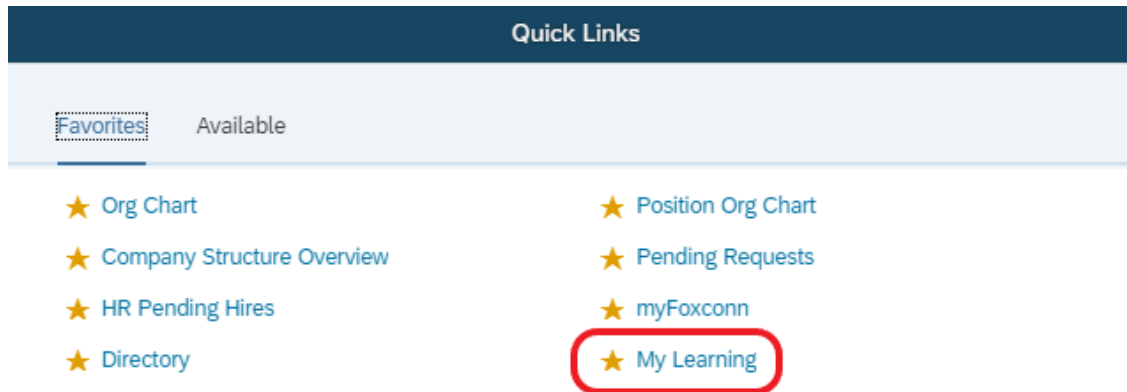 Quick Links
Favorites Available
Org Chart Position Org Chart
Company Structure Overview Pending Requests
HR Pending Hires myFoxconn
Directory My Learning